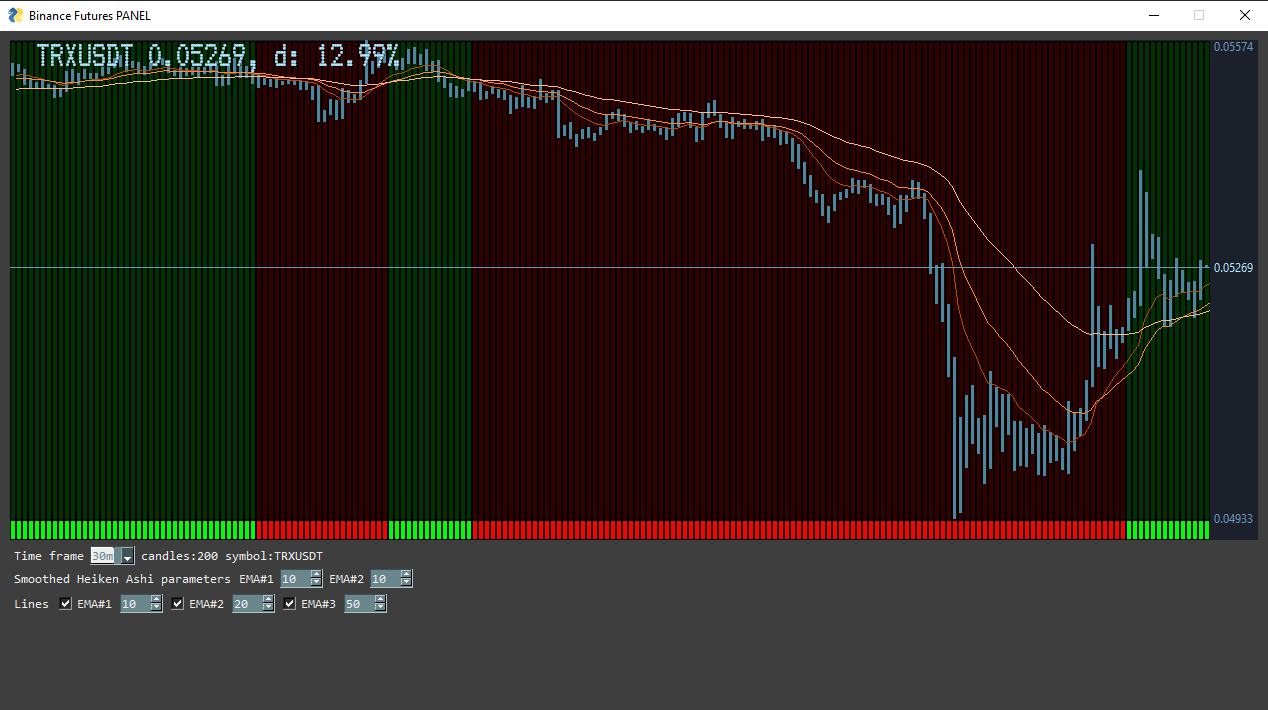 Binance Futures PANEL
TRXUSDT 0.05269, d: 12.99%
0.05574
0.05269
0.04933
Time frame 30m candles:200 symbol:TRXUSDT
Smoothed Heiken Ashi parameters EMA#1 10 EMA#2 10
Lines EMA#1 10 EMA#2 20 EMA#3 50